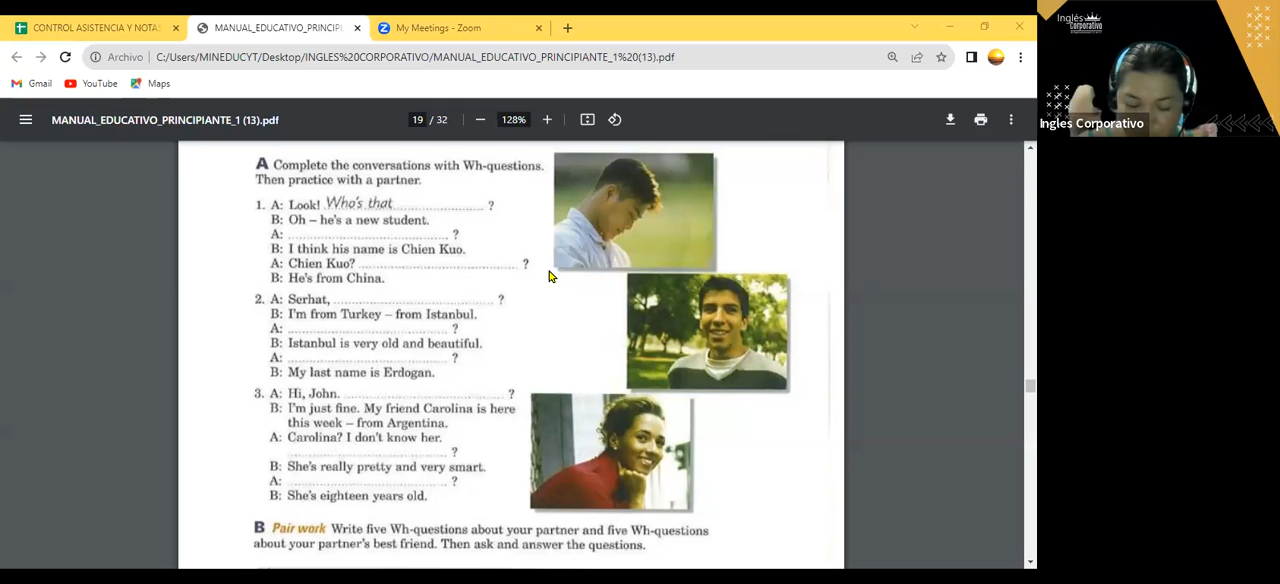 CONTROL ASISTENCIA Y NOTAS
MANUAL_EDUCATIVO_PRINCIPI
My Meetings - Zoom
Archivo
C:/Users/MINEDUCYT/Desktop/INGLES%20CORPORATIVO/MANUAL_EDUCATIVO_PRINCIPIANTE_1%20(13).pdf
Gmail
YouTube
Maps
MANUAL_EDUCATIVO_PRINCIPIANTE_1 (13).pdf
19 / 32
128%
A Complete the conversations with Wh-questions.
Then practice with a partner.
1. A: Look! Who's that ?
B: Oh – he's a new student.
A: ?
B: I think his name is Chien Kuo.
A: Chien Kuo? ?
B: He's from China.
2. A: Serhat, ?
B: I'm from Turkey – from Istanbul.
A: ?
B: Istanbul is very old and beautiful.
A: ?
B: My last name is Erdogan.
3. A: Hi, John. ?
B: I'm just fine. My friend Carolina is here
this week – from Argentina.
A: Carolina? I don't know her.
?
B: She's really pretty and very smart.
A: ?
B: She's eighteen years old.
B Pair work Write five Wh-questions about your partner and five Wh-questions
about your partner's best friend. Then ask and answer the questions.
Inglés
Corporativo
Ingles Corporativo